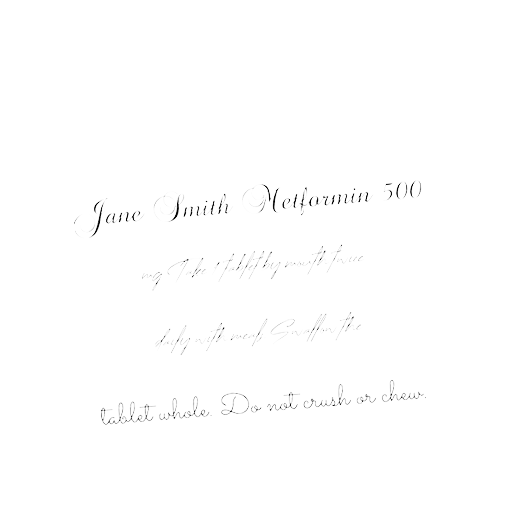 Jane Smith Metformin 500
mg Take 1 tablet by mouth twice
daily with meals Swallow the
tablet whole. Do not crush or chew.